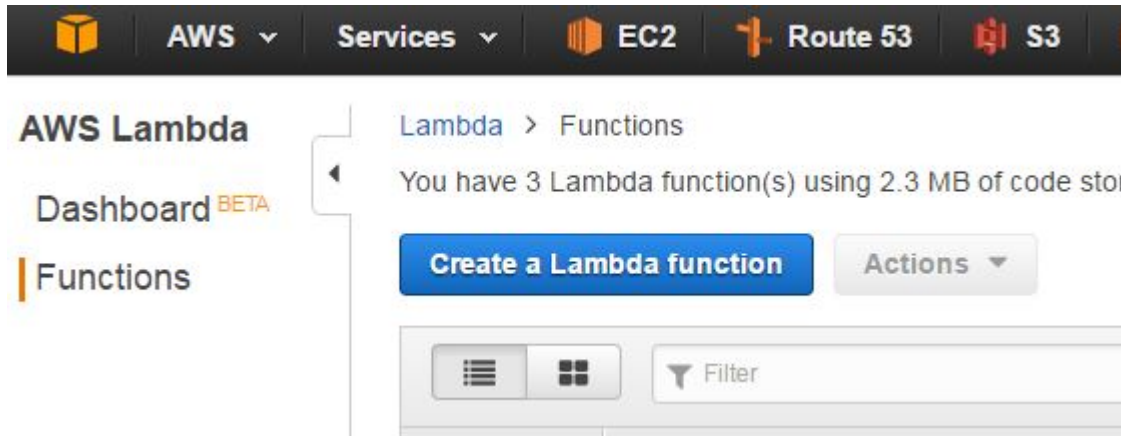 AWS Services EC2 Route 53 S3
AWS Lambda
Dashboard BETA
Functions
Lambda > Functions
You have 3 Lambda function(s) using 2.3 MB of code
Create a Lambda function Actions
Filter